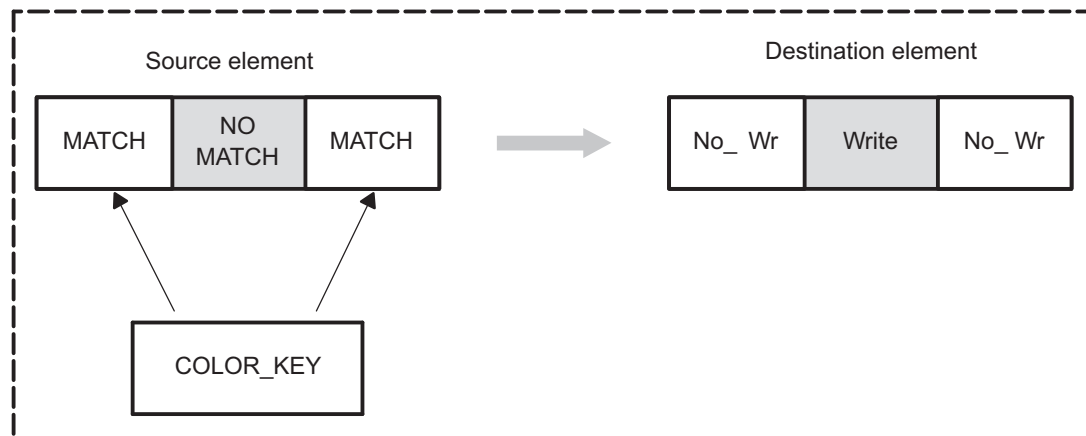 Source element
Destination element
MATCH
NO
MATCH
MATCH
No_ Wr
Write
No_ Wr
COLOR_KEY